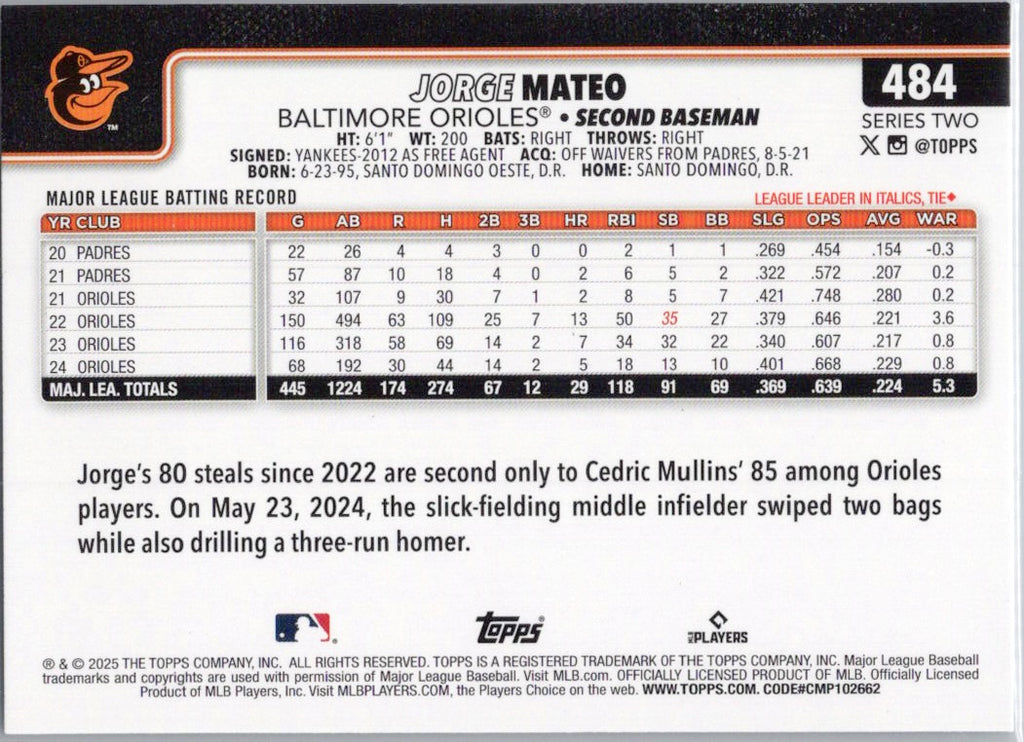 484
JORGE MATEO
BALTIMORE ORIOLES® • SECOND BASEMAN
SERIES TWO
HT: 6'1" WT: 200 BATS: RIGHT THROWS: RIGHT
@TOPPS
SIGNED: YANKEES-2012 AS FREE AGENT ACQ: OFF WAIVERS FROM PADRES, 8-5-21
BORN: 6-23-95, SANTO DOMINGO OESTE, D.R. HOME: SANTO DOMINGO, D.R.
TM
MAJOR LEAGUE BATTING RECORD
LEAGUE LEADER IN ITALICS, TIE◆
YR CLUB G AB R H 2B 3B HR RBI SB BB SLG OPS AVG WAR
20 PADRES 22 26 4 4 3 0 0 2 1 1 .269 .454 .154 -0.3
21 PADRES 57 87 10 18 4 0 2 6 5 2 .322 .572 .207 0.2
21 ORIOLES 32 107 9 30 7 1 2 8 5 7 .421 .748 .280 0.2
22 ORIOLES 150 494 63 109 25 7 13 50 35 27 .379 .646 .221 3.6
23 ORIOLES 116 318 58 69 14 2 7 34 32 22 .340 .607 .217 0.8
24 ORIOLES 68 192 30 44 14 2 5 18 13 10 .401 .668 .229 0.8
MAJ. LEA. TOTALS 445 1224 174 274 67 12 29 118 91 69 .369 .639 .224 5.3
Jorge's 80 steals since 2022 are second only to Cedric Mullins' 85 among Orioles
players. On May 23, 2024, the slick-fielding middle infielder swiped two bags
while also drilling a three-run homer.
topps®
MLB PLAYERS
® & © 2025 THE TOPPS COMPANY, INC. ALL RIGHTS RESERVED. TOPPS IS A REGISTERED TRADEMARK OF THE TOPPS COMPANY, INC. Major League Baseball
trademarks and copyrights are used with permission of Major League Baseball. Visit MLB.com. OFFICIALLY LICENSED PRODUCT OF MLB. Officially Licensed
Product of MLB Players, Inc. Visit MLBPLAYERS.COM, the Players Choice on the web. WWW.TOPPS.COM. CODE#CMP102662